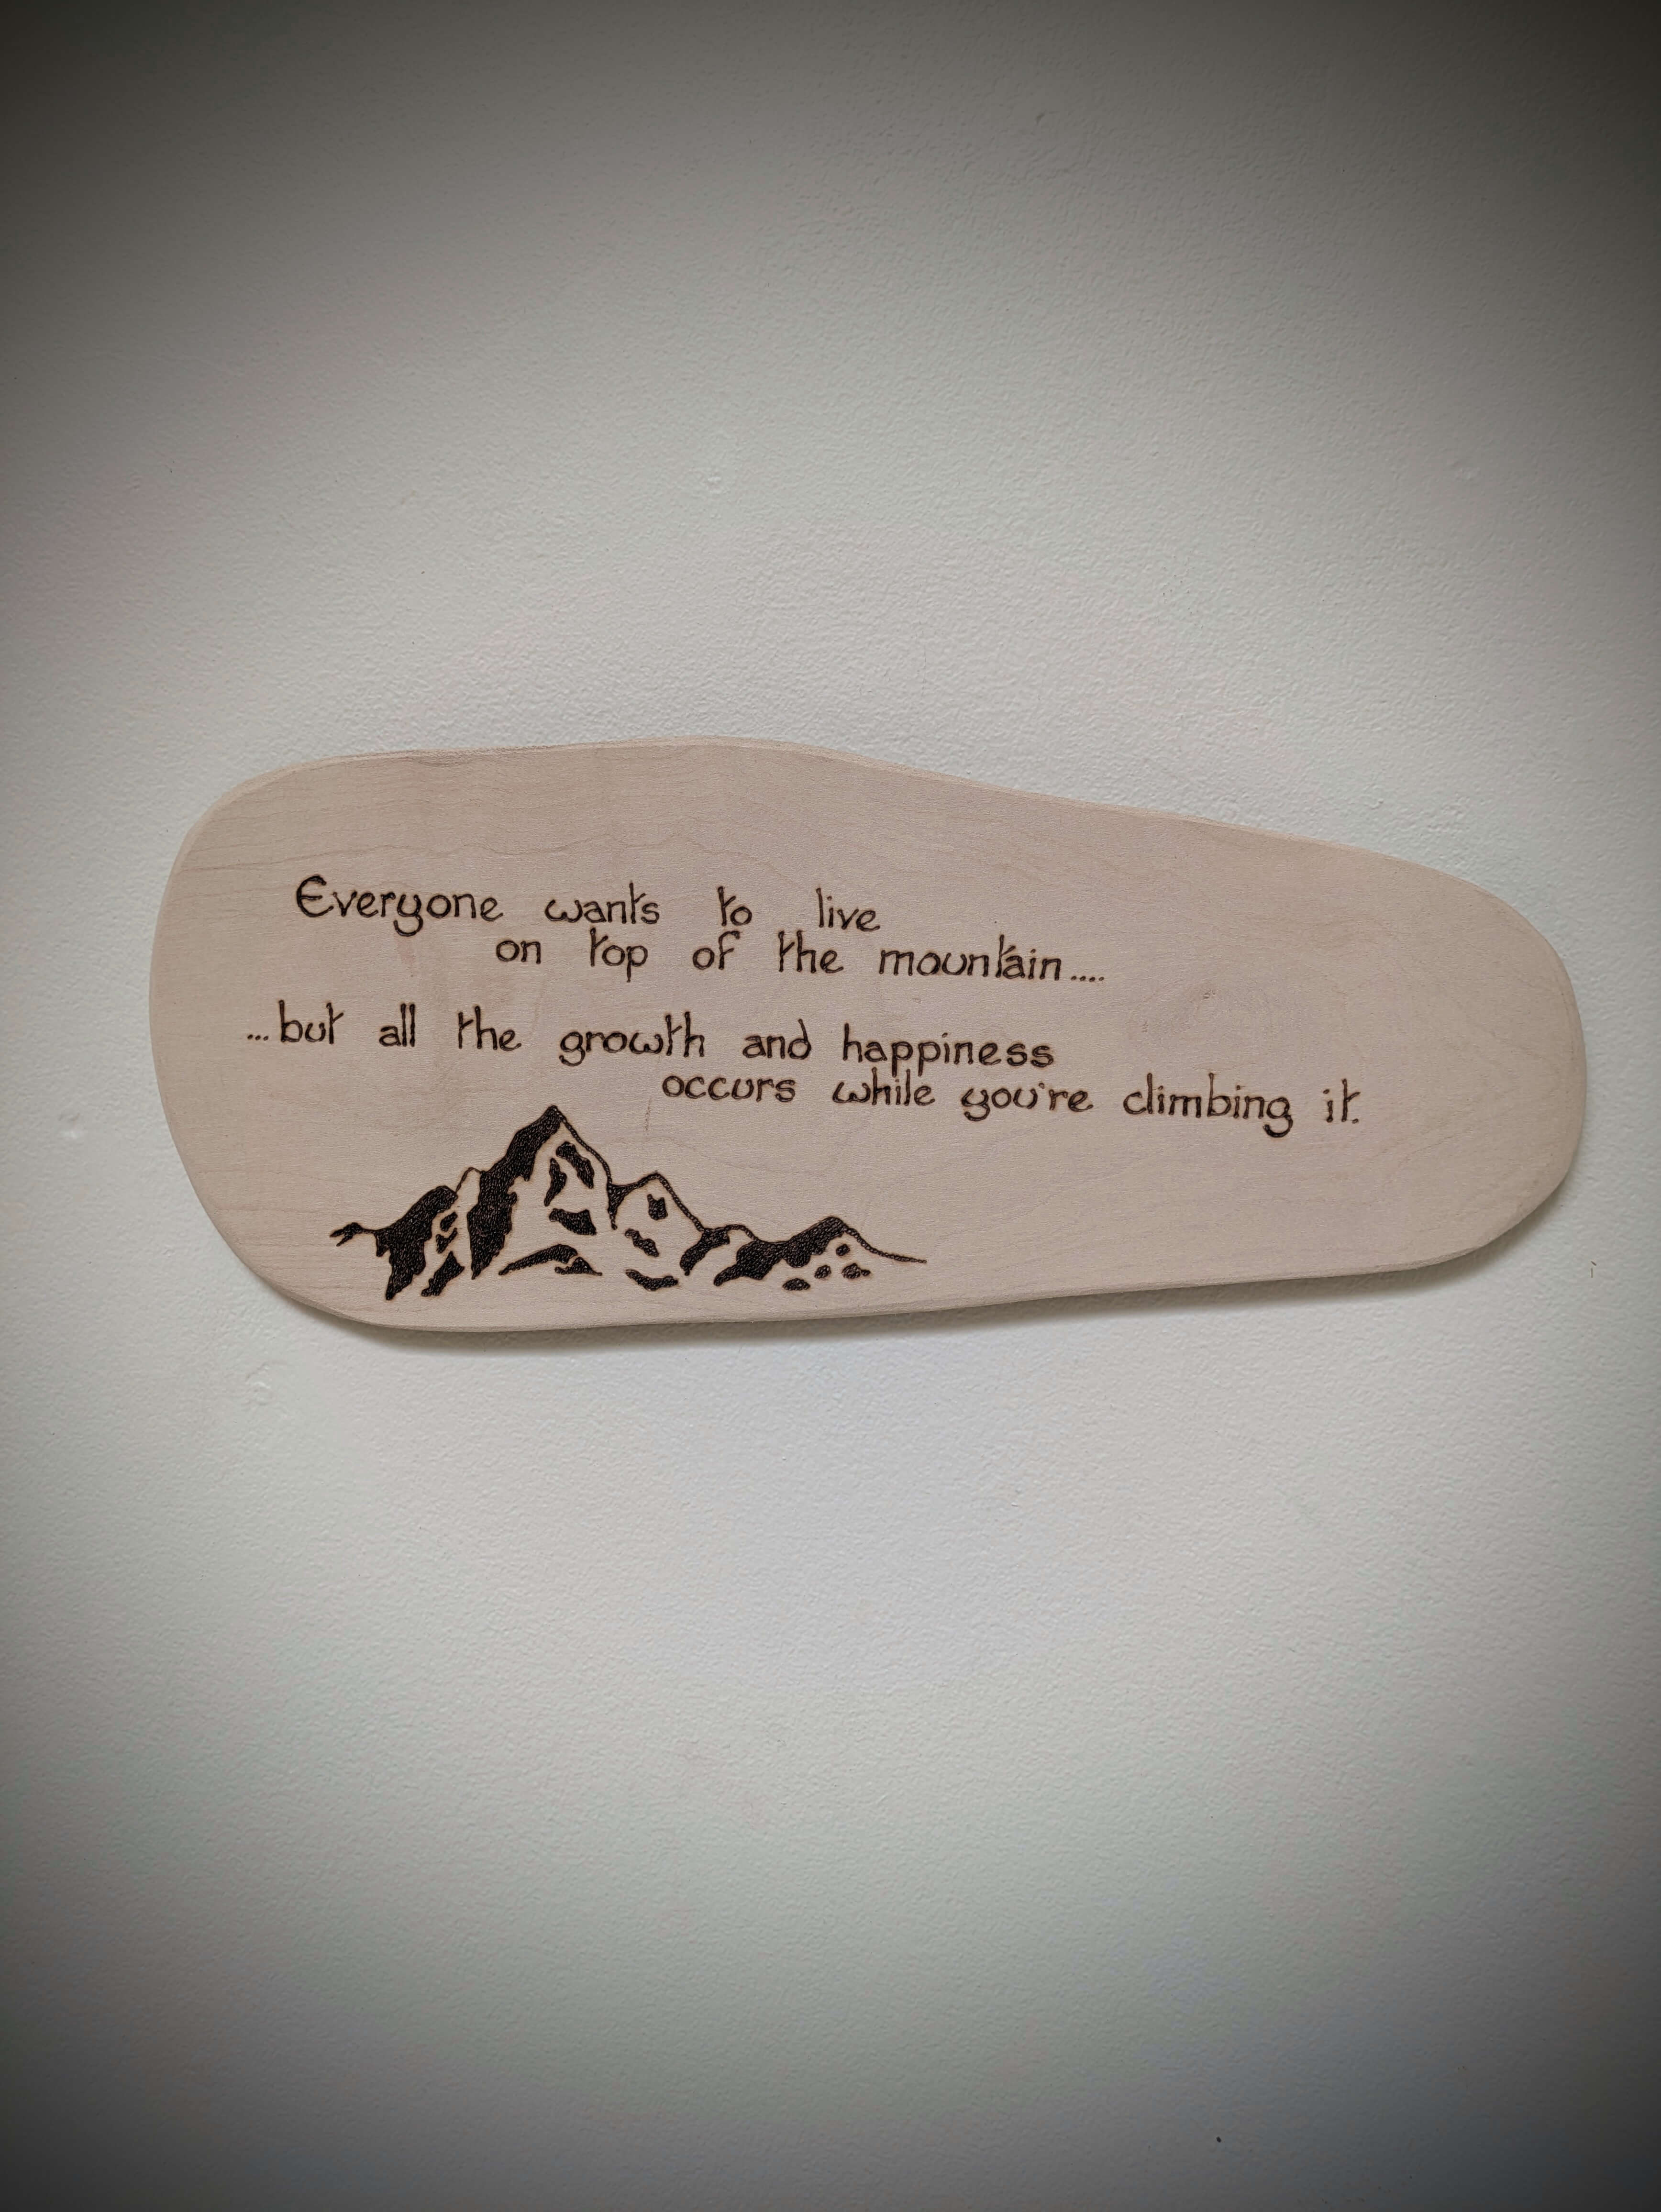 Everyone wants to live
on top of the mountain....
...but all the growth and happiness
occurs while you're climbing it.